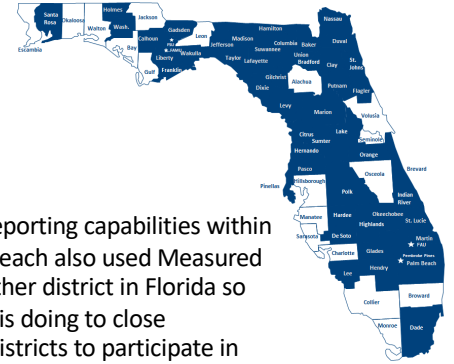 Holmes
Jackson
Nassau
Santa
Rosa
Okaloosa
Walton
Wash.
Gadsden
Hamilton
Madison
Leon
Jefferson
Columbia
Baker
Duval
Escambia
Bay
Calhoun
FSU
FAMU
Wakulla
Suwannee
Liberty
Taylor
Lafayette
Union
Bradford
Clay
St.
Johns
Gulf
Franklin
Gilchrist
Alachua
Putnam
Dixie
Flagler
Levy
Marion
Volusia
Citrus
Lake
Sumter
Seminole
Hernando
Orange
Pasco
Brevard
Osceola
Pinellas
Hillsborough
Polk
Indian
River
eporting capabilities within
Manatee
Hardee
Okeechobee
St. Lucie
Highlands
each also used Measured
Sarasota
De Soto
Martin
FAU
ther district in Florida so
Charlotte
Glades
Pembroke Pines
Palm Beach
Lee
Hendry
is doing to close
Collier
Broward
istricts to participate in
Monroe
Dade